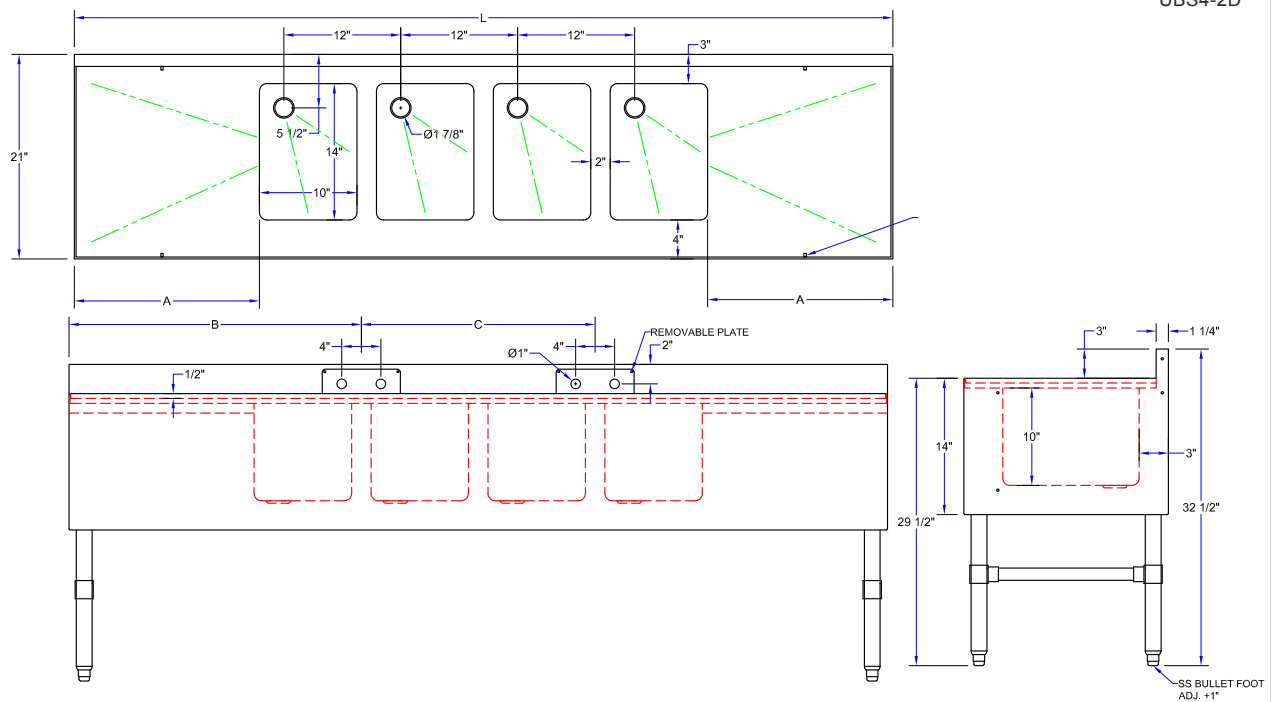 UBS4-2D
L
12" 12" 12"
3"
5 1/2"
Ø1 7/8"
21"
14"
2"
10"
4"
A A
B C
REMOVABLE PLATE
3" 1 1/4"
4" Ø1" 4" 2"
1/2"
14" 10" 3"
29 1/2" 32 1/2"
SS BULLET FOOT
ADJ. +1"